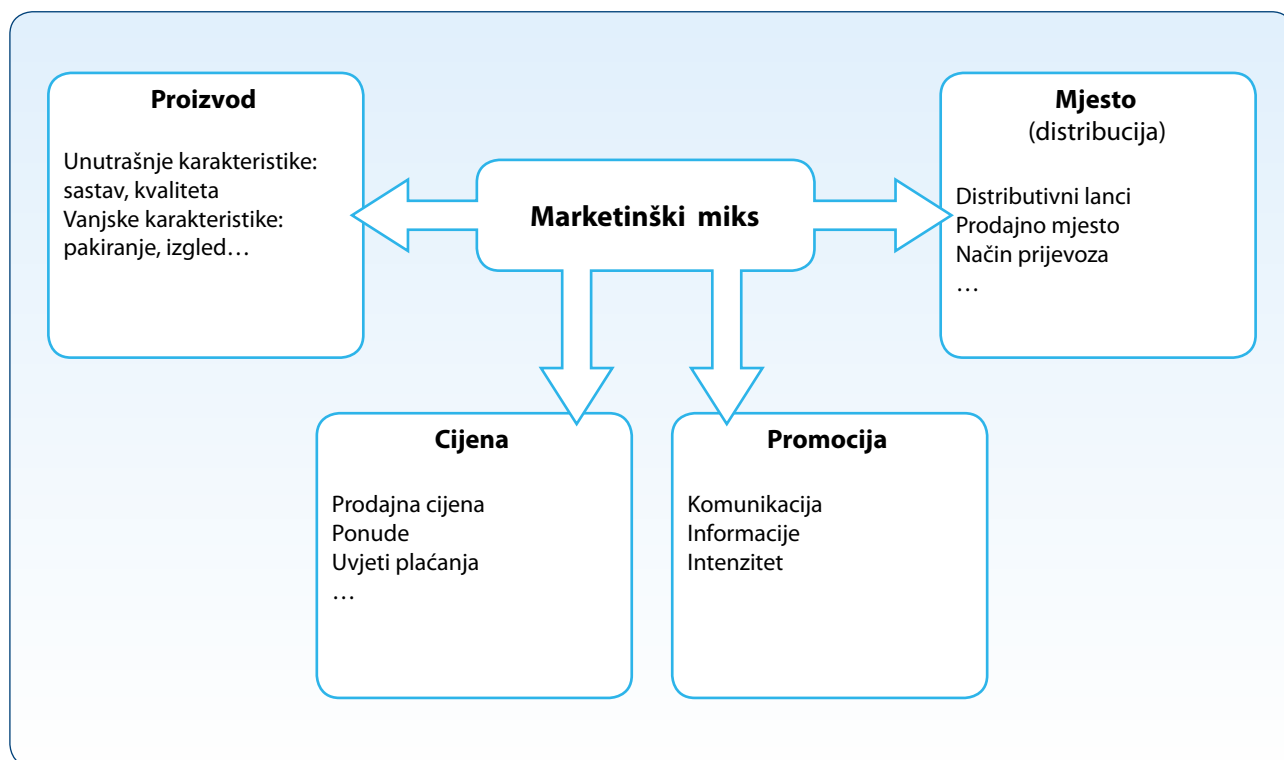 Marketinški miks
Proizvod
Unutrašnje karakteristike:
sastav, kvaliteta
Vanjske karakteristike:
pakiranje, izgled…
Mjesto
(distribucija)
Distributivni lanci
Prodajno mjesto
Način prijevoza
…
Cijena
Prodajna cijena
Ponude
Uvjeti plaćanja
…
Promocija
Komunikacija
Informacije
Intenzitet